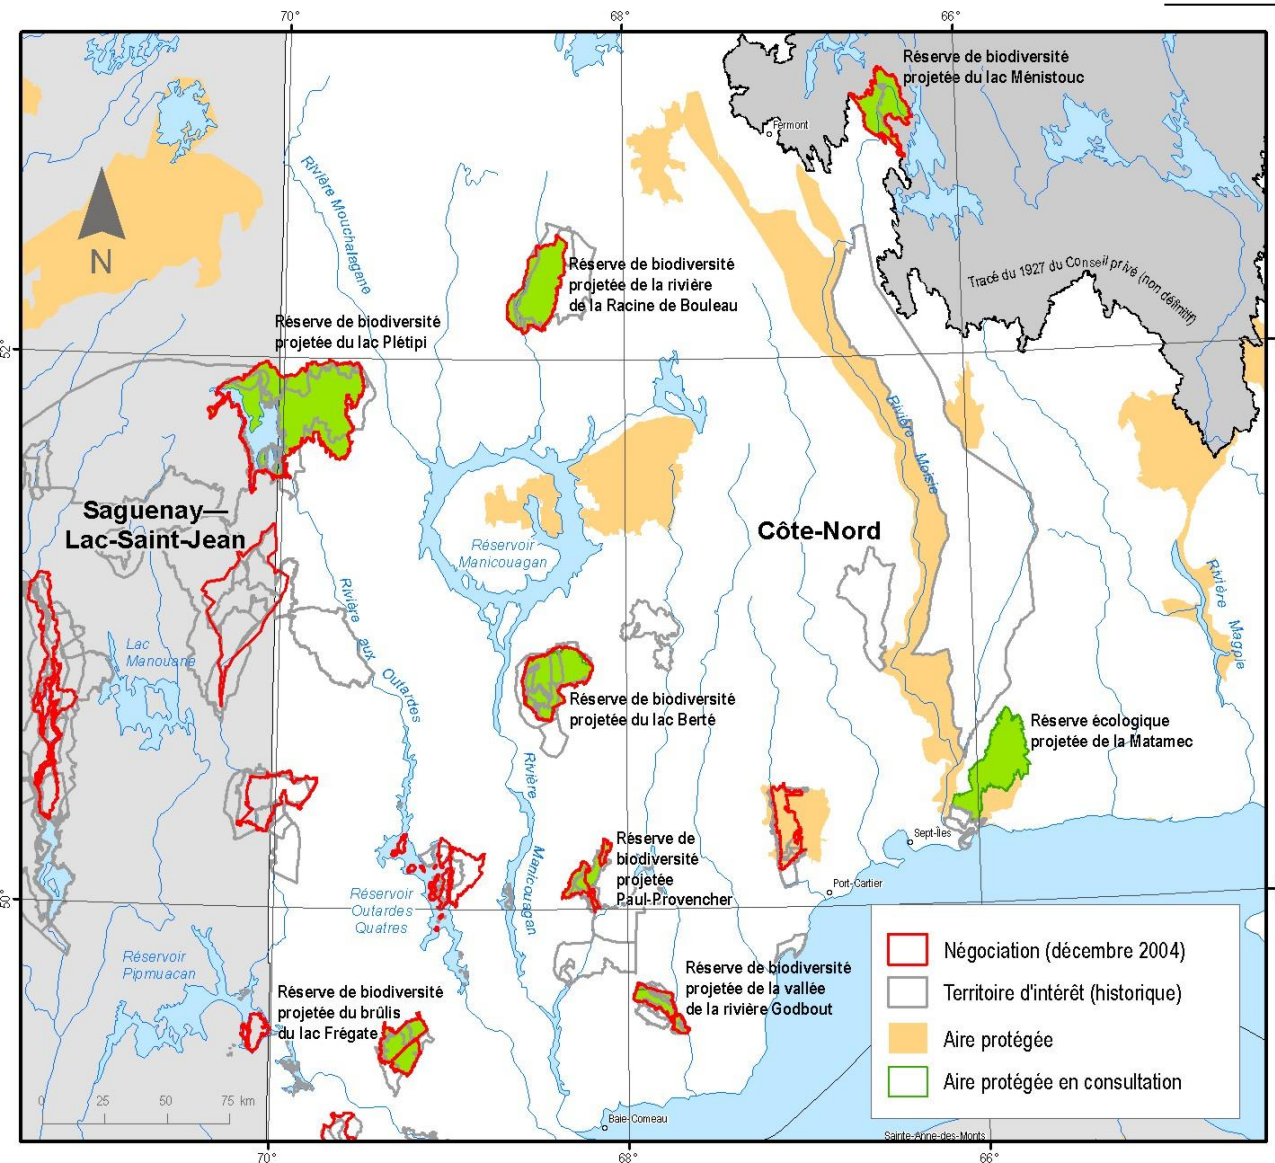 70°
68°
66°
Réserve de biodiversité
projetée du lac Ménistouc
Fermont
Rivière Mouchalagane
N
Réserve de biodiversité
projetée de la rivière
de la Racine de Bouleau
Tracé du 1927 du Conseil privé (non définitif)
Réserve de biodiversité
projetée du lac Plétipi
52°
Rivière Moisie
Saguenay—
Lac-Saint-Jean
Côte-Nord
Réservoir
Manicouagan
Rivière Magpie
Rivière aux Outardes
Lac
Manouane
Réserve de biodiversité
projetée du lac Berté
Réserve écologique
projetée de la Matamec
Rivière Manicouagan
Sept-Îles
Réserve de
biodiversité
projetée
Paul-Provencher
Port-Cartier
50°
Réservoir
Outardes
Quatres
Réservoir
Pipmuacan
Réserve de biodiversité
projetée de la vallée
de la rivière Godbout
Réserve de biodiversité
projetée du brûlis
du lac Frégate
Négociation (décembre 2004)
Territoire d'intérêt (historique)
Aire protégée
Aire protégée en consultation
0 25 50 75 km
Baie-Comeau
Sainte-Anne-des-Monts
70°
68°
66°